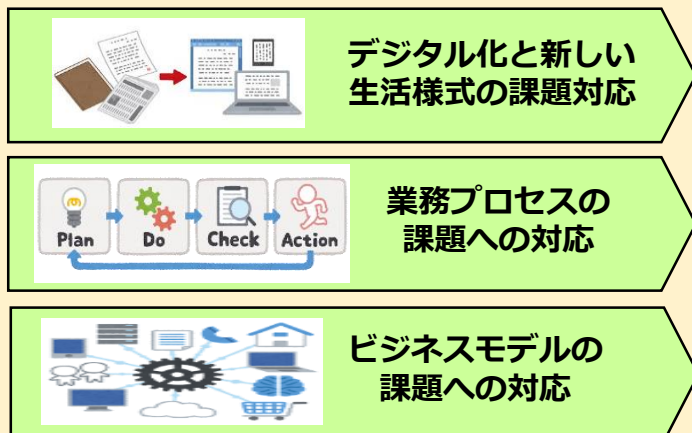 デジタル化と新しい
生活様式の課題対応
業務プロセスの
課題への対応
Plan Do Check Action
ビジネスモデルの
課題への対応